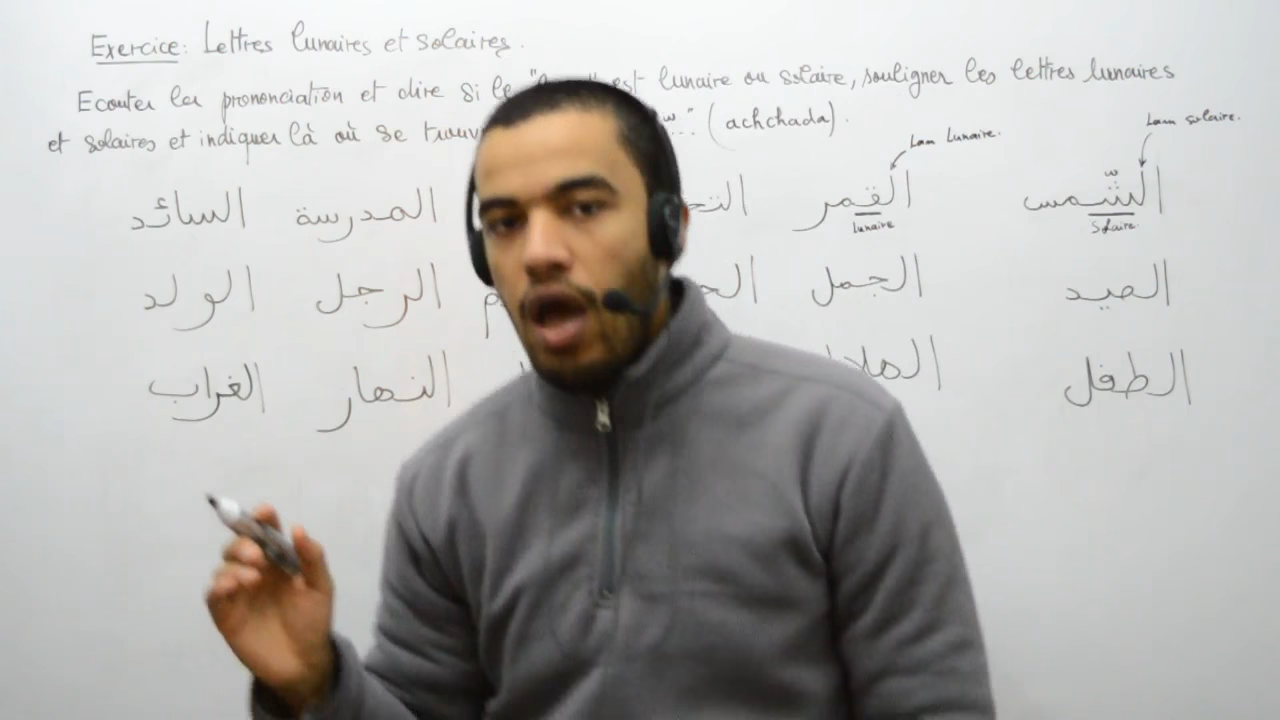 Exercice: Lettres lunaires et solaires.
Ecouter la prononciation et dire si le est lunaire ou solaire, souligner les lettres lunaires
et solaires et indiquer là où se (achchada).
Lam Lunaire. Lam solaire.
الشّمس القمر المدرسة السائد
Lunaire Solaire
الصيد الجمل الرجل الولد
الطفل النهار الغراب